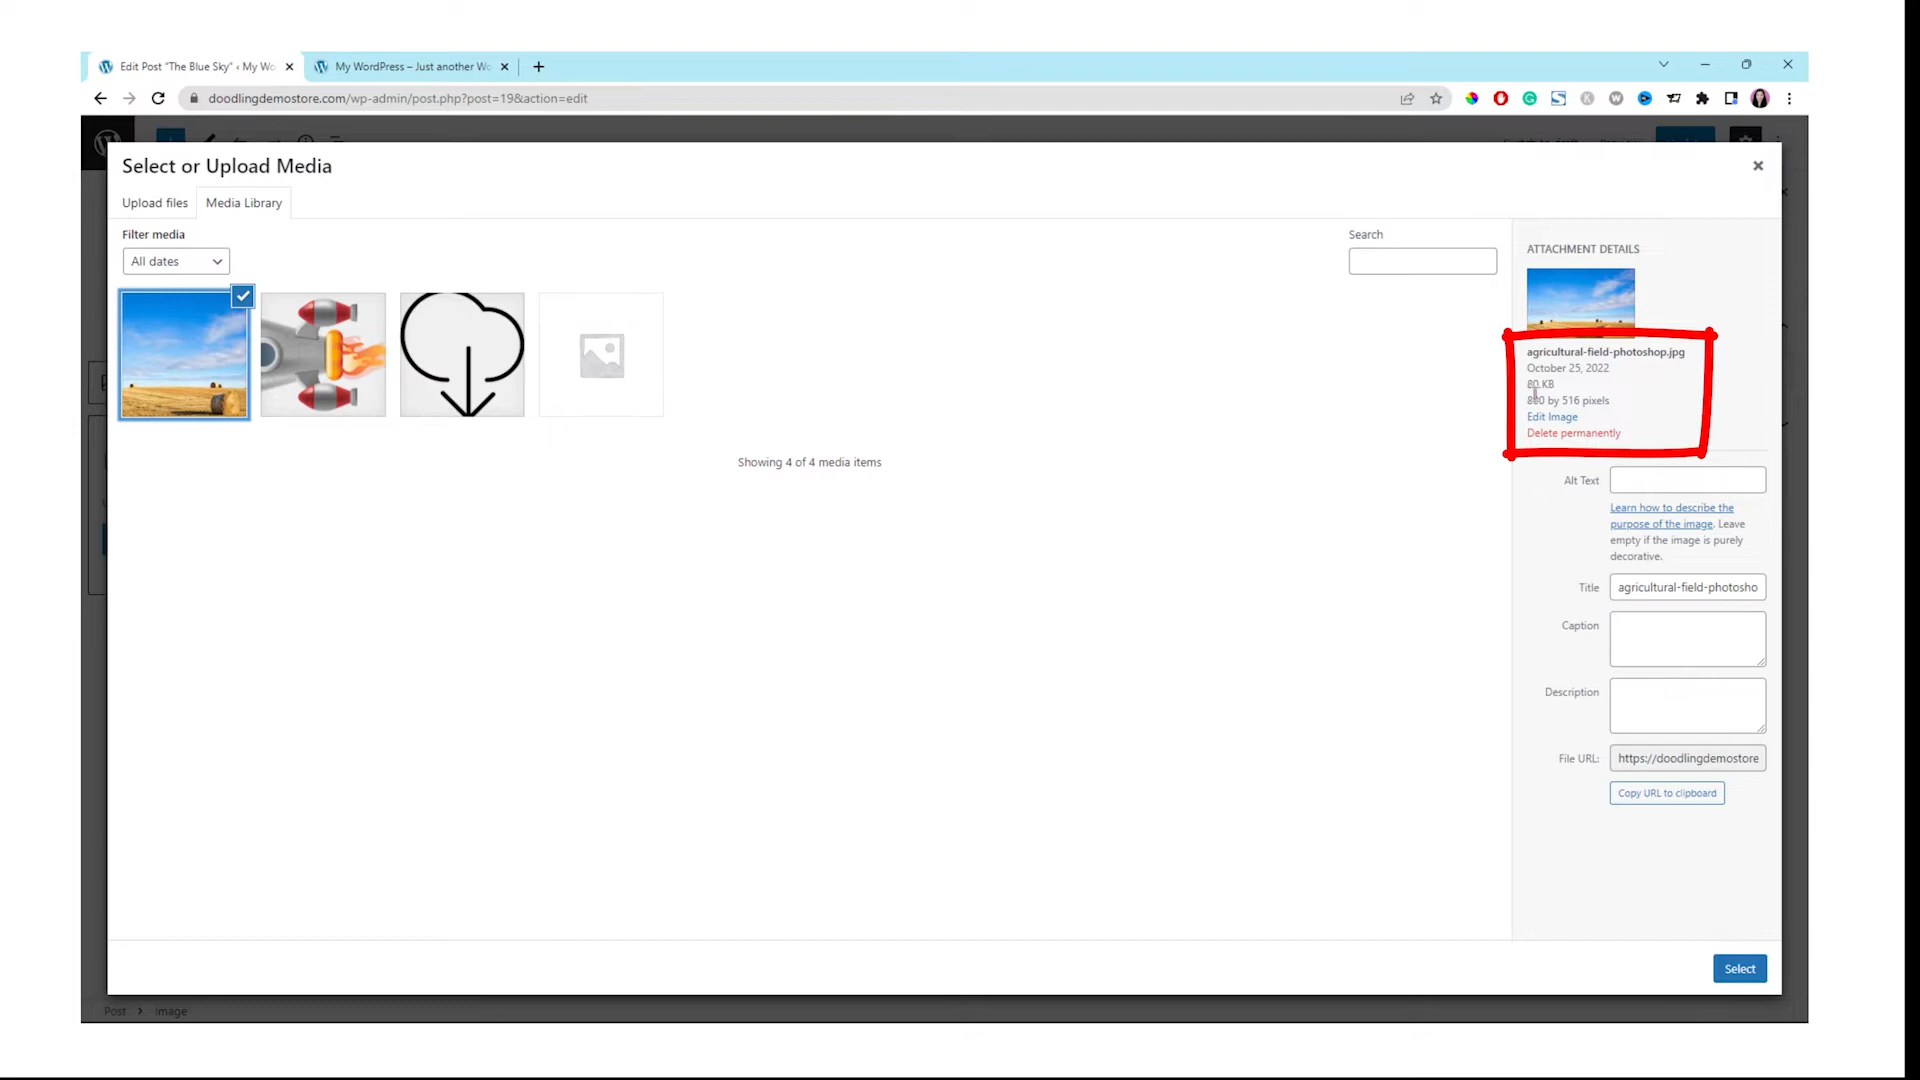 Edit Post "The Blue Sky" ‹ My Wo
My WordPress – Just another Wo
doodlingdemostore.com/wp-admin/post.php?post=19&action=edit
Select or Upload Media
Upload files
Media Library
Filter media
All dates
Search
Showing 4 of 4 media items
ATTACHMENT DETAILS
agricultural-field-photoshop.jpg
October 25, 2022
80 KB
800 by 516 pixels
Edit Image
Delete permanently
Alt Text
Learn how to describe the
purpose of the image. Leave
empty if the image is purely
decorative.
Title
agricultural-field-photosho
Caption
Description
File URL:
https://doodlingdemostore
Copy URL to clipboard
Select
Post
Image